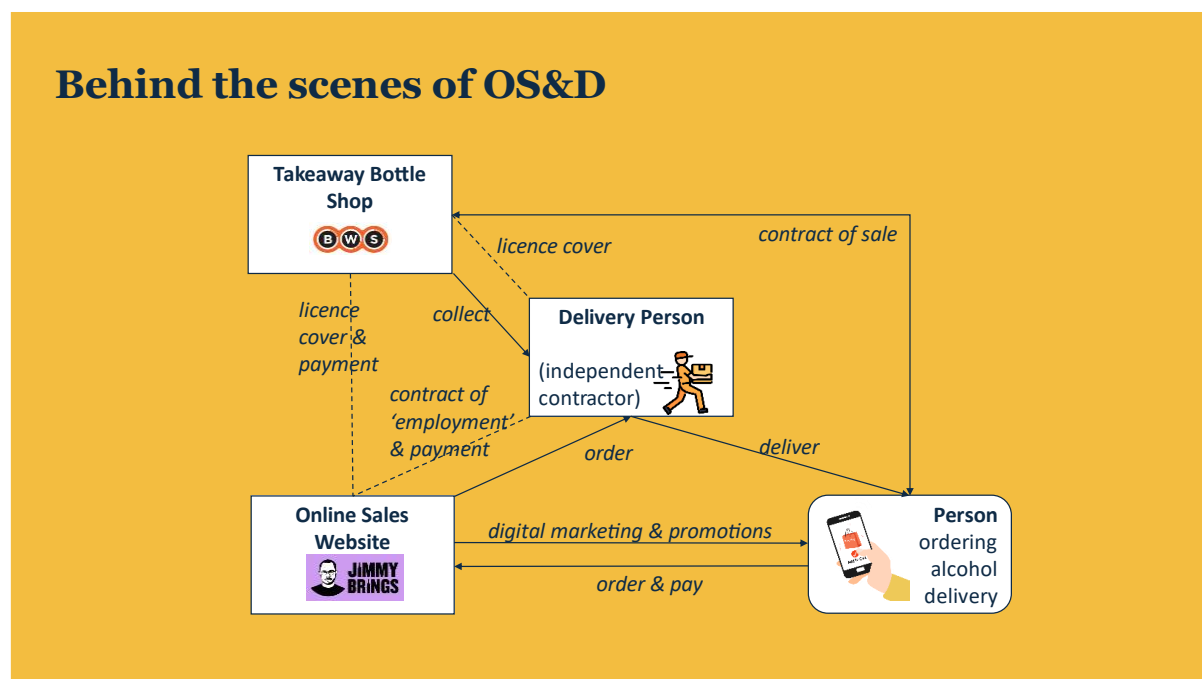 Behind the scenes of OS&D
Takeaway Bottle
Shop
BWS
contract of sale
licence cover
licence
cover &
payment
collect
Delivery Person
(independent
contractor)
contract of
‘employment’
& payment
order
deliver
Online Sales
Website
JiMMY
BRiNGS
digital marketing & promotions
order & pay
Person
ordering
alcohol
delivery